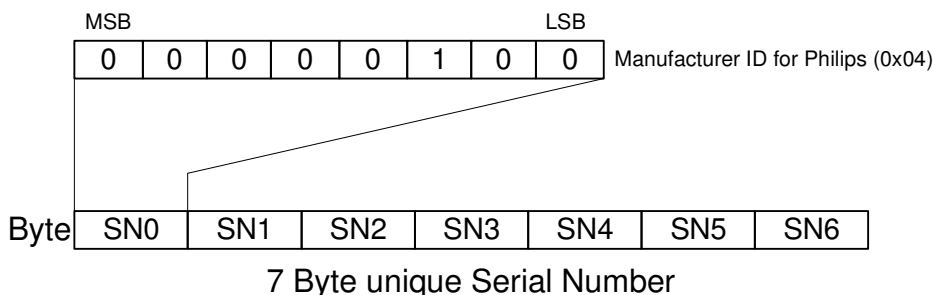 MSB LSB
0 0 0 0 0 1 0 0 Manufacturer ID for Philips (0x04)
Byte SN0 SN1 SN2 SN3 SN4 SN5 SN6
7 Byte unique Serial Number